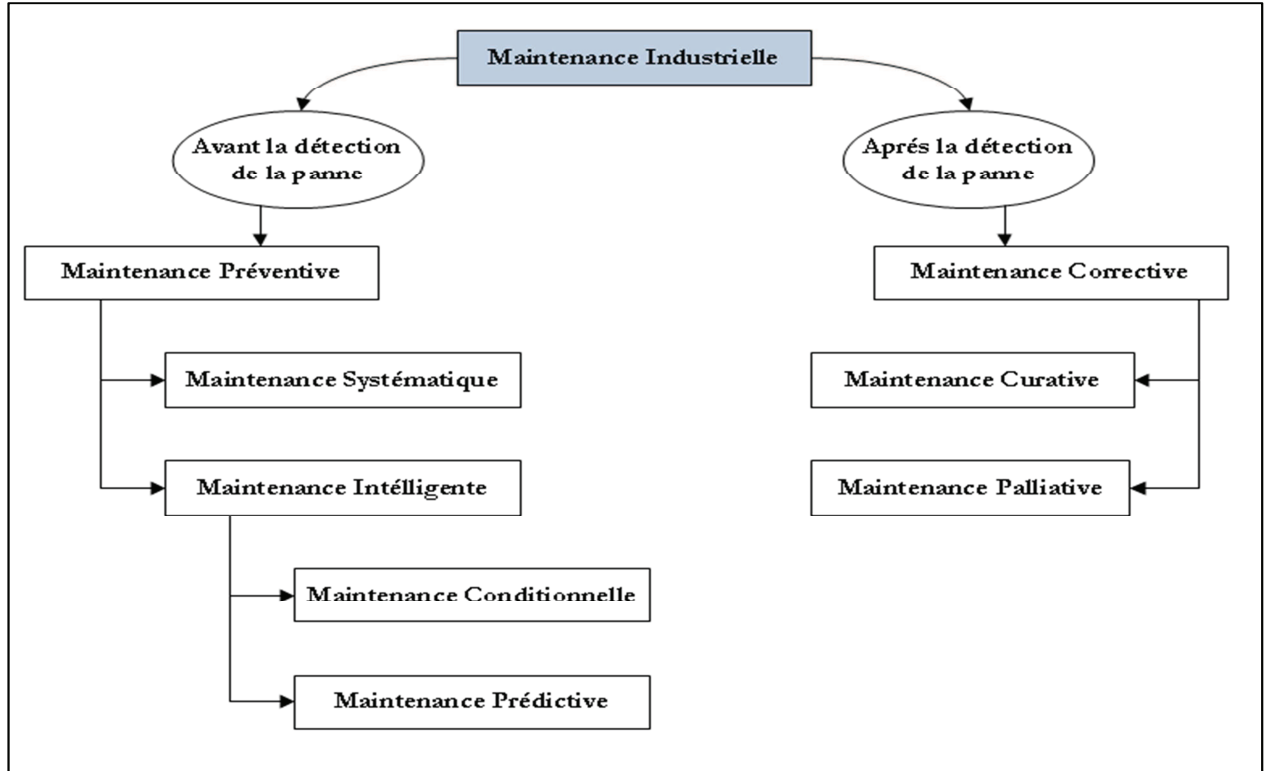 Maintenance Industrielle
Avant la détection
de la panne
Aprés la détection
de la panne
Maintenance Préventive
Maintenance Corrective
Maintenance Systématique
Maintenance Curative
Maintenance Intélligente
Maintenance Palliative
Maintenance Conditionnelle
Maintenance Prédictive